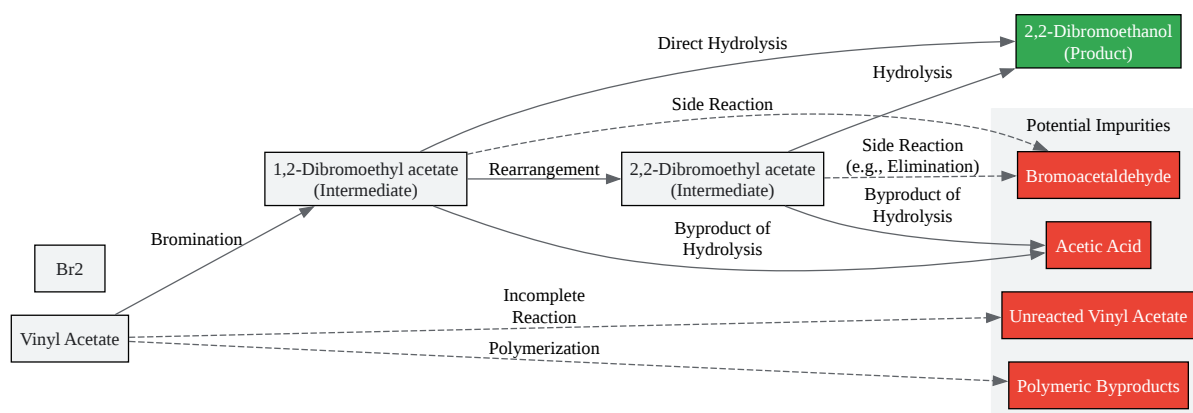 2,2-Dibromoethanol
(Product)
Direct Hydrolysis
Hydrolysis
Side Reaction
Potential Impurities
1,2-Dibromoethyl acetate
(Intermediate)
Rearrangement
2,2-Dibromoethyl acetate
(Intermediate)
Side Reaction
(e.g., Elimination)
Bromoacetaldehyde
Byproduct of
Hydrolysis
Bromination
Byproduct of
Hydrolysis
Acetic Acid
Br2
Incomplete
Reaction
Unreacted Vinyl Acetate
Vinyl Acetate
Polymerization
Polymeric Byproducts